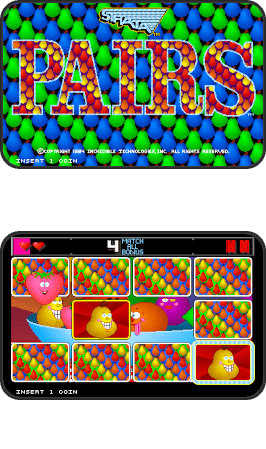 STRATA
PAIRS
TM
©COPYRIGHT 1994 INCREDIBLE TECHNOLOGIES, INC. ALL RIGHTS RESERVED.
INSERT 1 COIN
4 MATCH
ALL
BONUS
INSERT 1 COIN